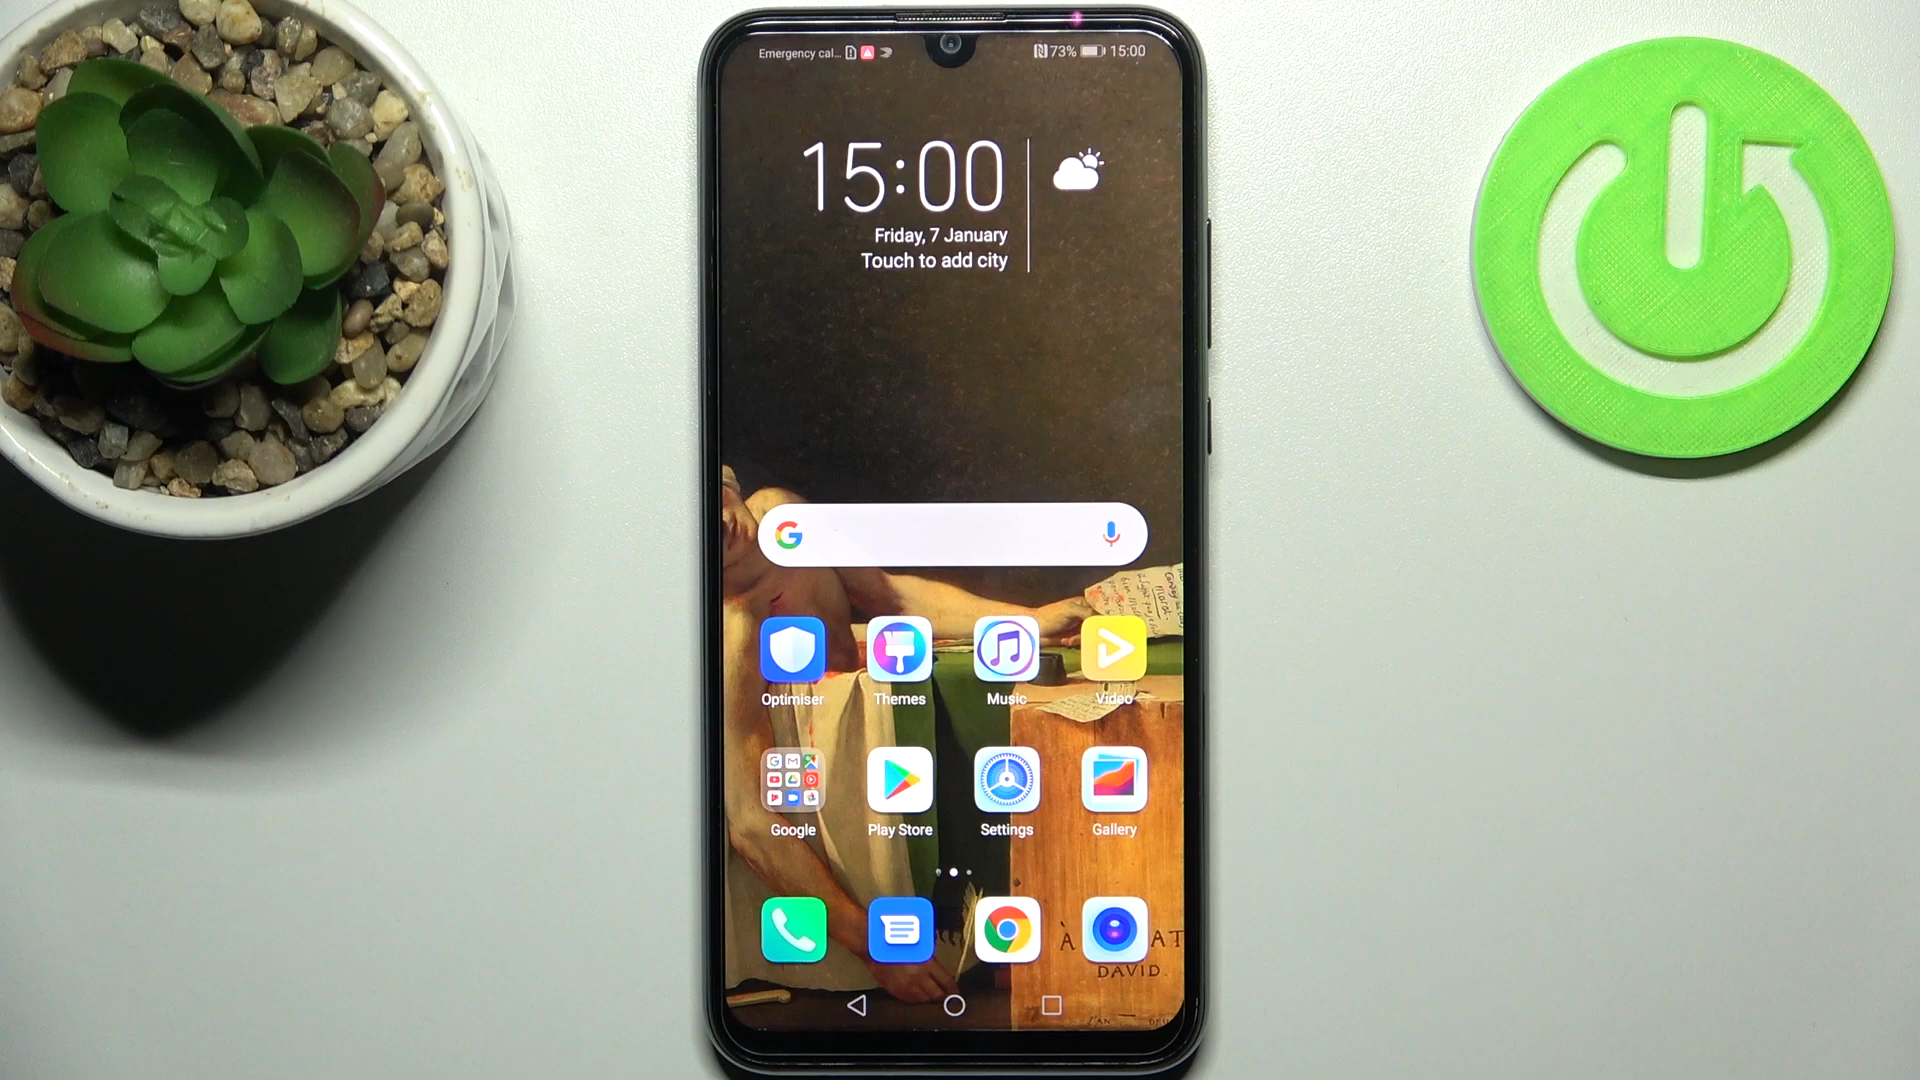 Emergency cal...
73% 15:00
15:00
Friday, 7 January
Touch to add city
Optimiser Themes Music Video
Google Play Store Settings Gallery
À AT
DAVID.